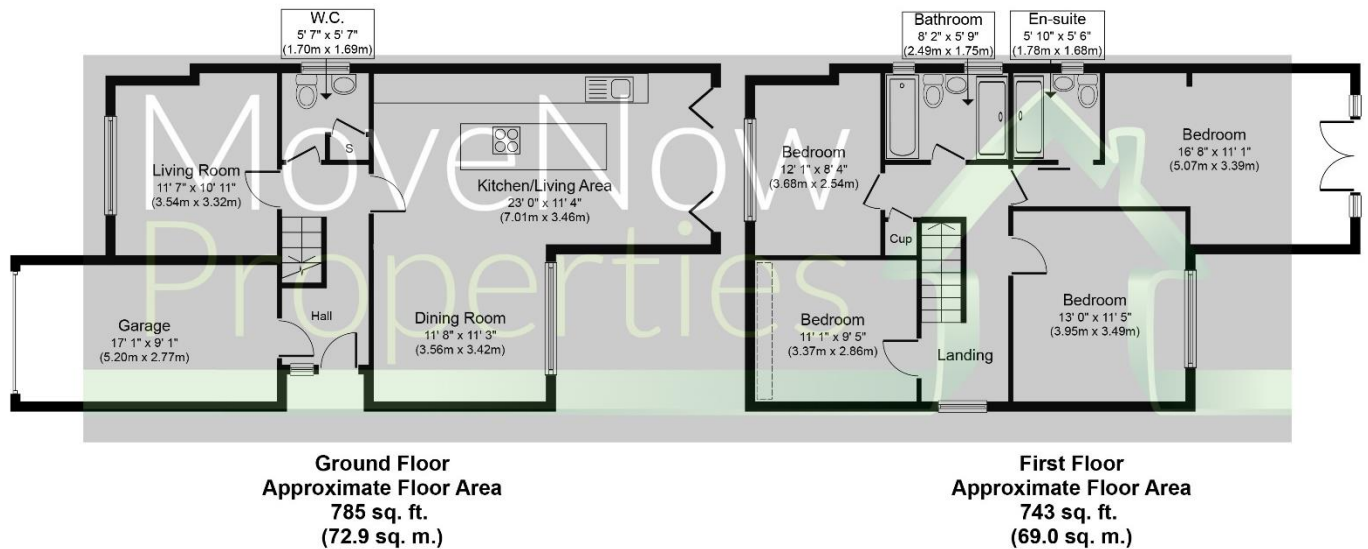 W.C.
5' 7" x 5' 7"
(1.70m x 1.69m)
S
Living Room
11' 7" x 10' 11"
(3.54m x 3.32m)
Kitchen/Living Area
23' 0" x 11' 4"
(7.01m x 3.46m)
Garage
17' 1" x 9' 1"
(5.20m x 2.77m)
Hall
Dining Room
11' 8" x 11' 3"
(3.56m x 3.42m)
Ground Floor
Approximate Floor Area
785 sq. ft.
(72.9 sq. m.)
Bathroom
8' 2" x 5' 9"
(2.49m x 1.75m)
En-suite
5' 10" x 5' 6"
(1.78m x 1.68m)
Bedroom
12' 1" x 8' 4"
(3.68m x 2.54m)
Bedroom
16' 8" x 11' 1"
(5.07m x 3.39m)
Cup
Bedroom
11' 1" x 9' 5"
(3.37m x 2.86m)
Landing
Bedroom
13' 0" x 11' 5"
(3.95m x 3.49m)
First Floor
Approximate Floor Area
743 sq. ft.
(69.0 sq. m.)
MoveNow
Properties